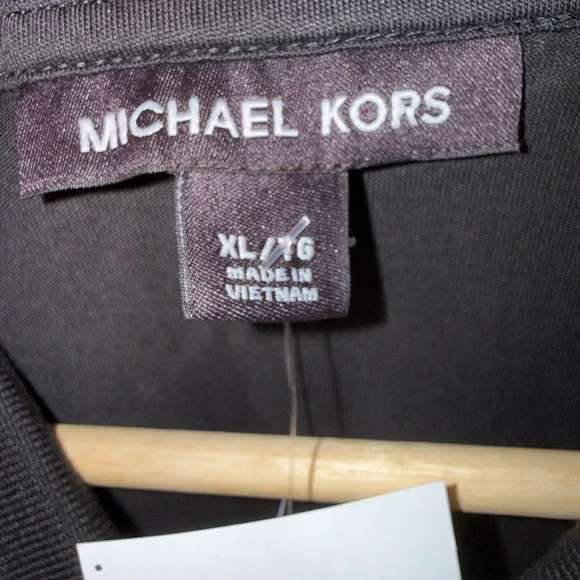 MICHAEL KORS
XL/TG
MADE IN
VIETNAM